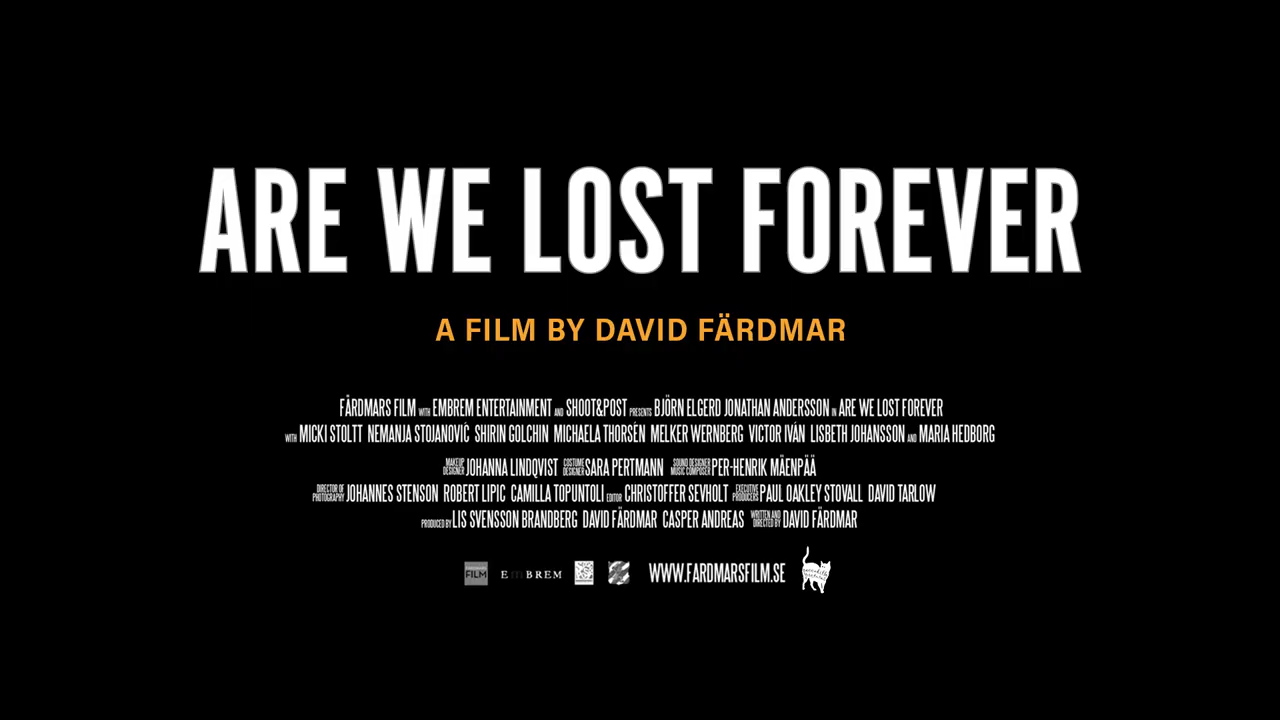 ARE WE LOST FOREVER
A FILM BY DAVID FÄRDMAR
FÄRDMARS FILM WITH EMBREM ENTERTAINMENT AND SHOOT&POST PRESENTS BJÖRN ELGERD JONATHAN ANDERSSON IN ARE WE LOST FOREVER
WITH MICKI STOLTT NEMANJA STOJANOVIĆ SHIRIN GOLCHIN MICHAELA THORSÉN MELKER WERNBERG VICTOR IVÁN LISBETH JOHANSSON AND MARIA HEDBORG
MAKEUP DESIGNER JOHANNA LINDQVIST COSTUME DESIGNER SARA PERTMANN SOUND DESIGNER MUSIC COMPOSER PER-HENRIK MÄENPÄÄ
DIRECTOR OF PHOTOGRAPHY JOHANNES STENSON ROBERT LIPIC CAMILLA TOPUNTOLI EDITOR CHRISTOFFER SEVHOLT EXECUTIVE PRODUCERS PAUL OAKLEY STOVALL DAVID TARLOW
PRODUCED BY LIS SVENSSON BRANDBERG DAVID FÄRDMAR CASPER ANDREAS WRITTEN AND DIRECTED BY DAVID FÄRDMAR
FILM EMBREM WWW.FARDMARSFILM.SE